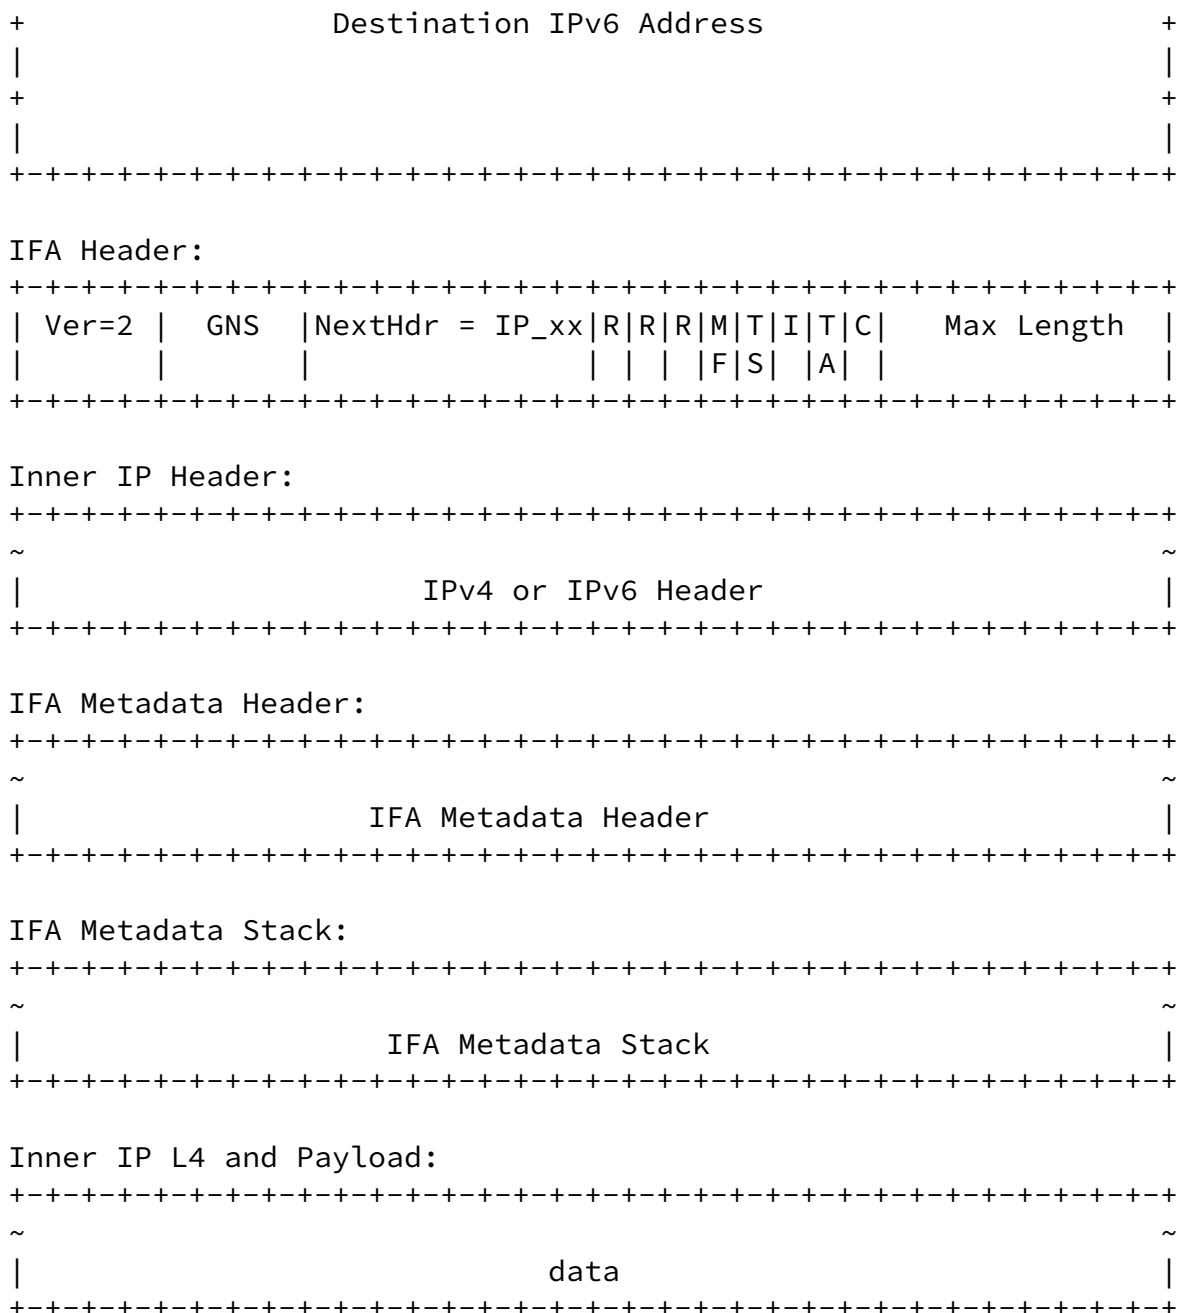 +                 Destination IPv6 Address                      +
|                                                               |
+                                                               +
|                                                               |
+-+-+-+-+-+-+-+-+-+-+-+-+-+-+-+-+-+-+-+-+-+-+-+-+-+-+-+-+-+-+-+-+

IFA Header:
+-+-+-+-+-+-+-+-+-+-+-+-+-+-+-+-+-+-+-+-+-+-+-+-+-+-+-+-+-+-+-+-+
| Ver=2 |  GNS  |NextHdr = IP_xx|R|R|R|M|T|I|T|C|   Max Length  |
|       |       |               | | | |F|S| |A| |               |
+-+-+-+-+-+-+-+-+-+-+-+-+-+-+-+-+-+-+-+-+-+-+-+-+-+-+-+-+-+-+-+-+

Inner IP Header:
+-+-+-+-+-+-+-+-+-+-+-+-+-+-+-+-+-+-+-+-+-+-+-+-+-+-+-+-+-+-+-+-+
~                                                               ~
|                      IPv4 or IPv6 Header                      |
+-+-+-+-+-+-+-+-+-+-+-+-+-+-+-+-+-+-+-+-+-+-+-+-+-+-+-+-+-+-+-+-+

IFA Metadata Header:
+-+-+-+-+-+-+-+-+-+-+-+-+-+-+-+-+-+-+-+-+-+-+-+-+-+-+-+-+-+-+-+-+
~                                                               ~
|                   IFA Metadata Header                         |
+-+-+-+-+-+-+-+-+-+-+-+-+-+-+-+-+-+-+-+-+-+-+-+-+-+-+-+-+-+-+-+-+

IFA Metadata Stack:
+-+-+-+-+-+-+-+-+-+-+-+-+-+-+-+-+-+-+-+-+-+-+-+-+-+-+-+-+-+-+-+-+
~                                                               ~
|                    IFA Metadata Stack                         |
+-+-+-+-+-+-+-+-+-+-+-+-+-+-+-+-+-+-+-+-+-+-+-+-+-+-+-+-+-+-+-+-+

Inner IP L4 and Payload:
+-+-+-+-+-+-+-+-+-+-+-+-+-+-+-+-+-+-+-+-+-+-+-+-+-+-+-+-+-+-+-+-+
~                                                               ~
|                             data                              |
+-+-+-+-+-+-+-+-+-+-+-+-+-+-+-+-+-+-+-+-+-+-+-+-+-+-+-+-+-+-+-+-+